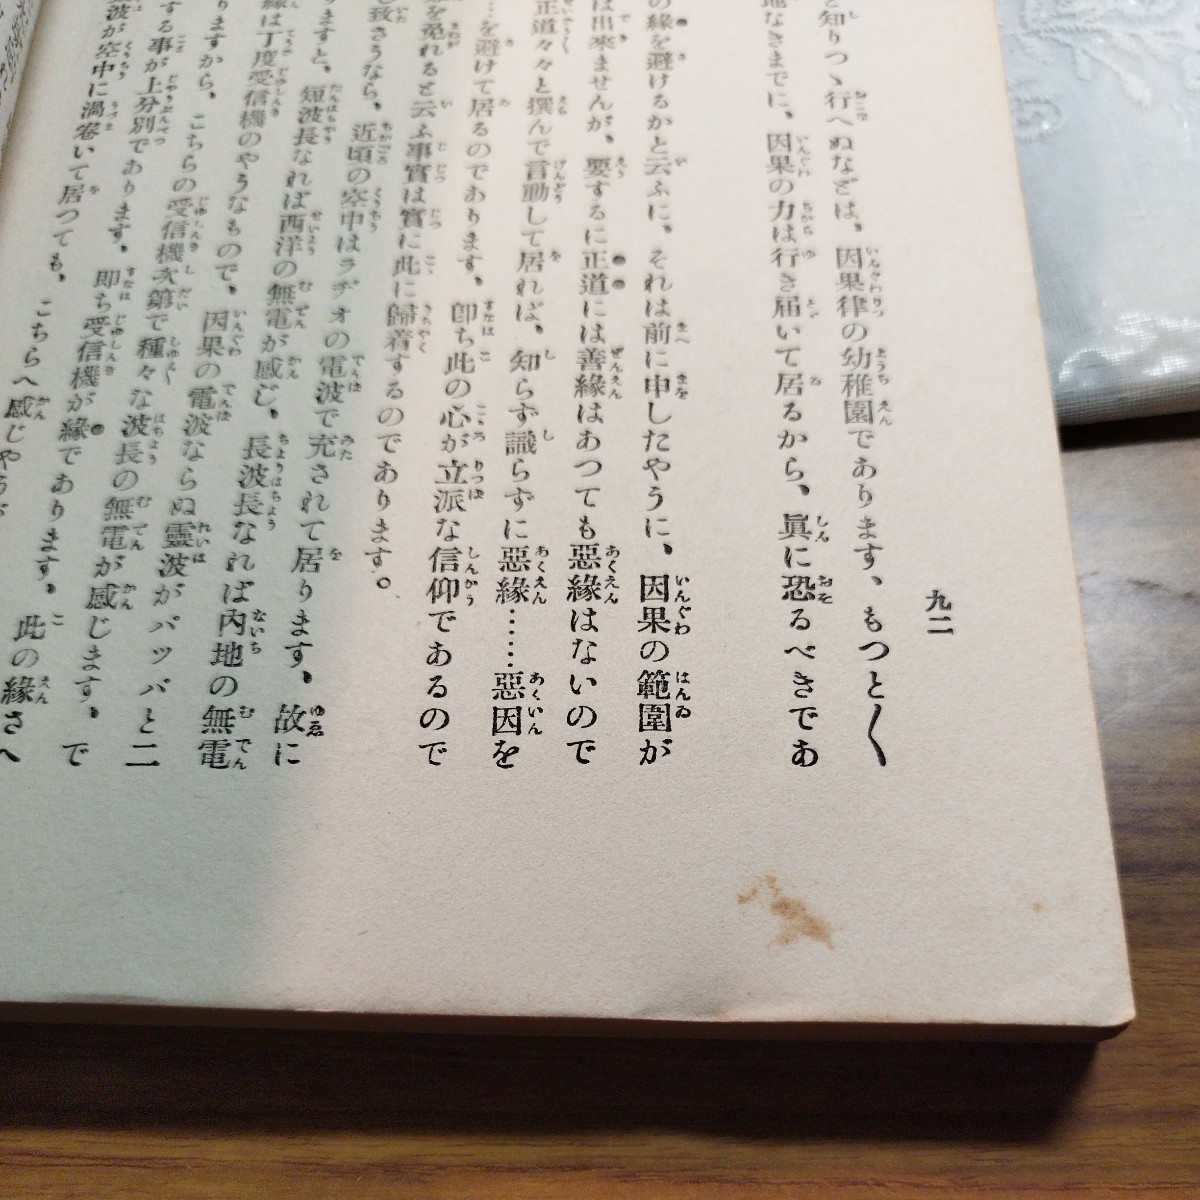 九二
知りつゝ行へぬなどは、因果律の幼稚園であります、もつと〱
地なきまでに、因果の力は行き届いて居るから、眞に恐るべきであ
の緣を避けるかと云ふに、それは前に申したやうに、因果の範圍が
は出來ませんが、要するに正道には善緣はあつても惡緣はないので
正道々々と撰んで言動して居れば、知らず識らずに惡緣……惡因を
…を避けて居るのであります、卽ち此の心が立派な信仰であるので
を免れると云ふ事實は實に此に歸着するのであります。
し致さうなら、近頃の空中はラヂオの電波で充されて居ります、故に
りますと、短波長なれば西洋の無電が感じ、長波長なれば內地の無電
緣は丁度受信機のやうなもので、因果の電波ならぬ靈波がパッパと二
りますから、こちらの受信機次第で種々な波長の無電が感じます。で
する事が上分別であります、卽ち受信機が緣であります、此の緣さへ
波が空中に渦卷いて居つても、こちらへ感じやうが